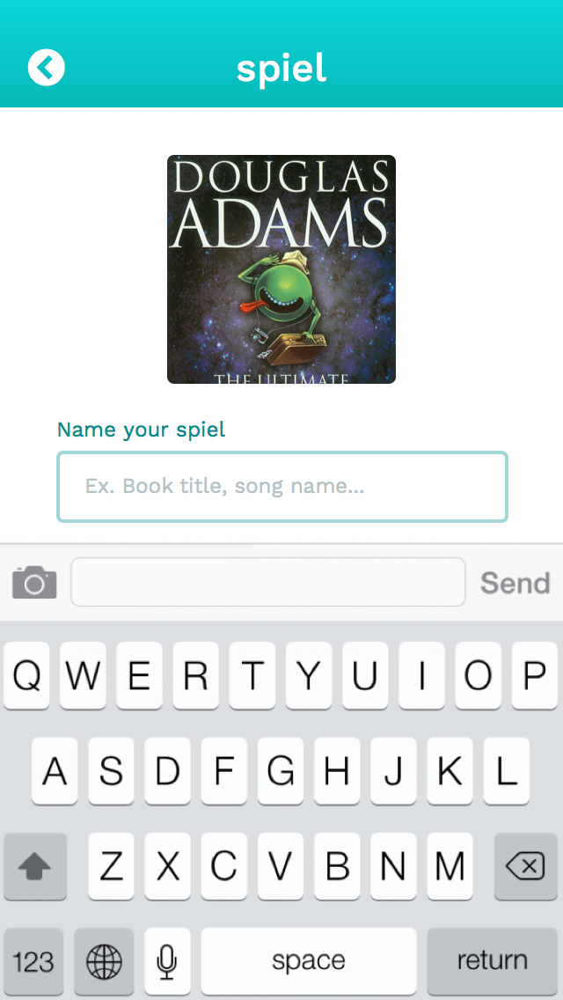 spiel
DOUGLAS
ADAMS
THE ULTIMATE
Name your spiel
Ex. Book title, song name...
Send
Q W E R T Y U I O P
A S D F G H J K L
Z X C V B N M
123 space return